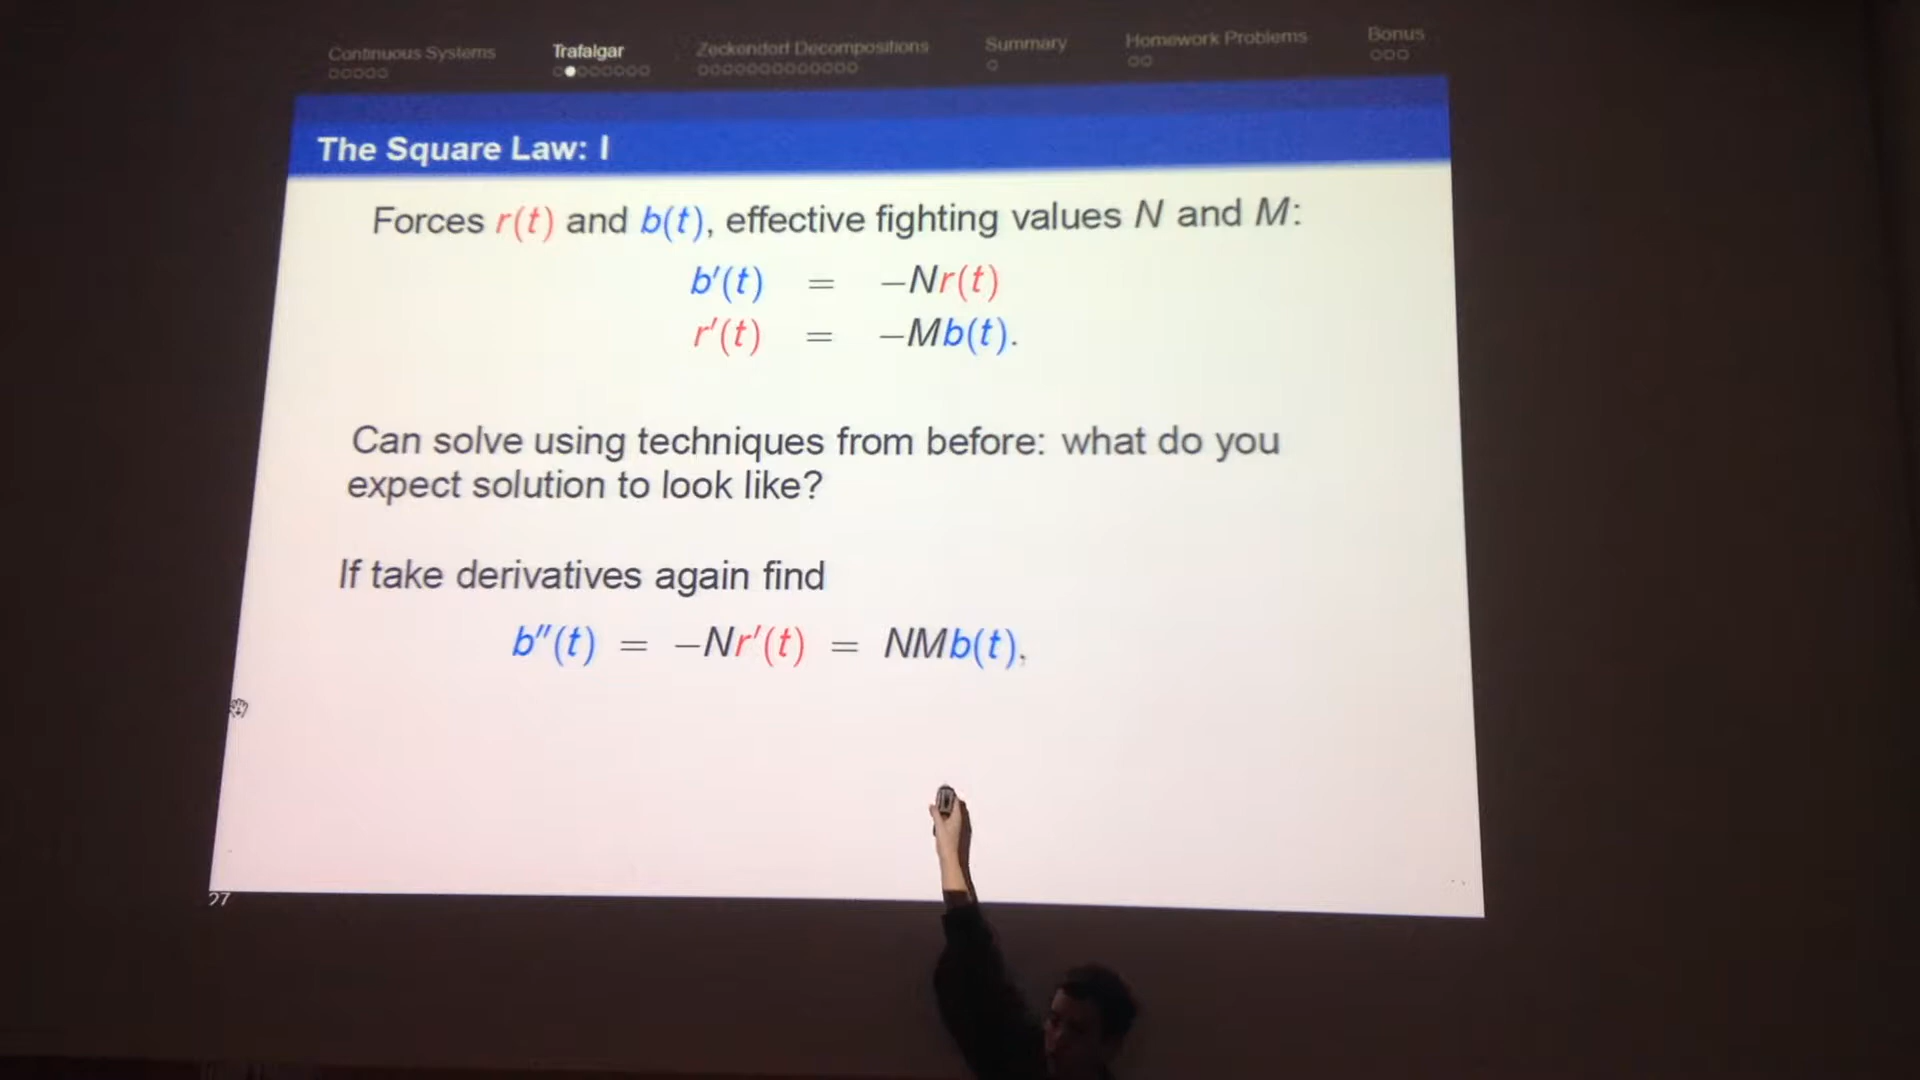 Continuous Systems
Trafalgar
Zeckendorf Decompositions
Summary
Homework Problems
Bonus
The Square Law: I
Forces r(t) and b(t), effective fighting values N and M:
b′(t) = −Nr(t)
r′(t) = −Mb(t).
Can solve using techniques from before: what do you
expect solution to look like?
If take derivatives again find
b″(t) = −Nr′(t) = NMb(t),
27